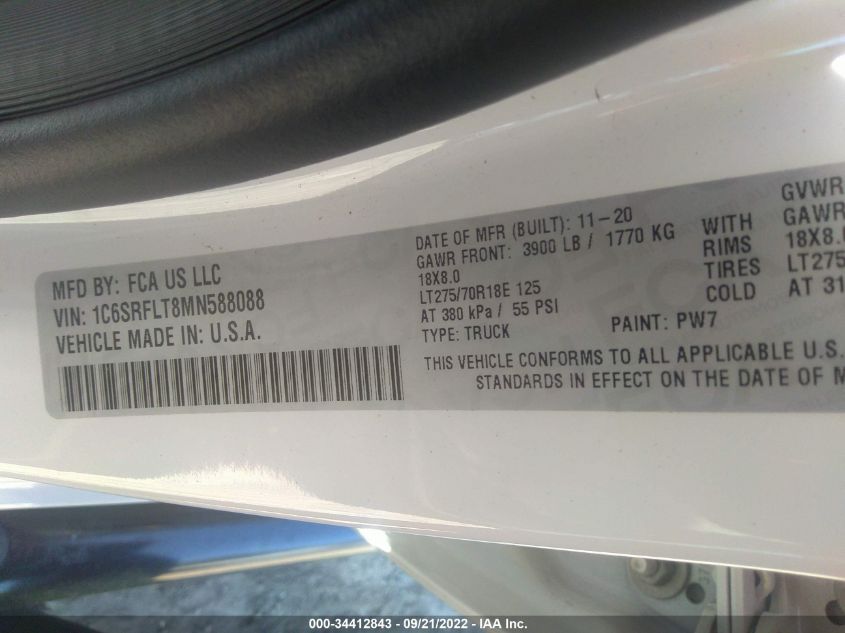 MFD BY: FCA US LLC
VIN: 1C6SRFLT8MN588088
VEHICLE MADE IN: U.S.A.
DATE OF MFR (BUILT): 11-20
GAWR FRONT: 3900 LB / 1770 KG
18X8.0
LT275/70R18E 125
AT 380 kPa / 55 PSI
TYPE: TRUCK
PAINT: PW7
WITH
RIMS
TIRES
COLD
GVWR
GAWR
18X8.0
LT275
AT 31
THIS VEHICLE CONFORMS TO ALL APPLICABLE U.S.
STANDARDS IN EFFECT ON THE DATE OF M
000-34412843 - 09/21/2022 - IAA Inc.